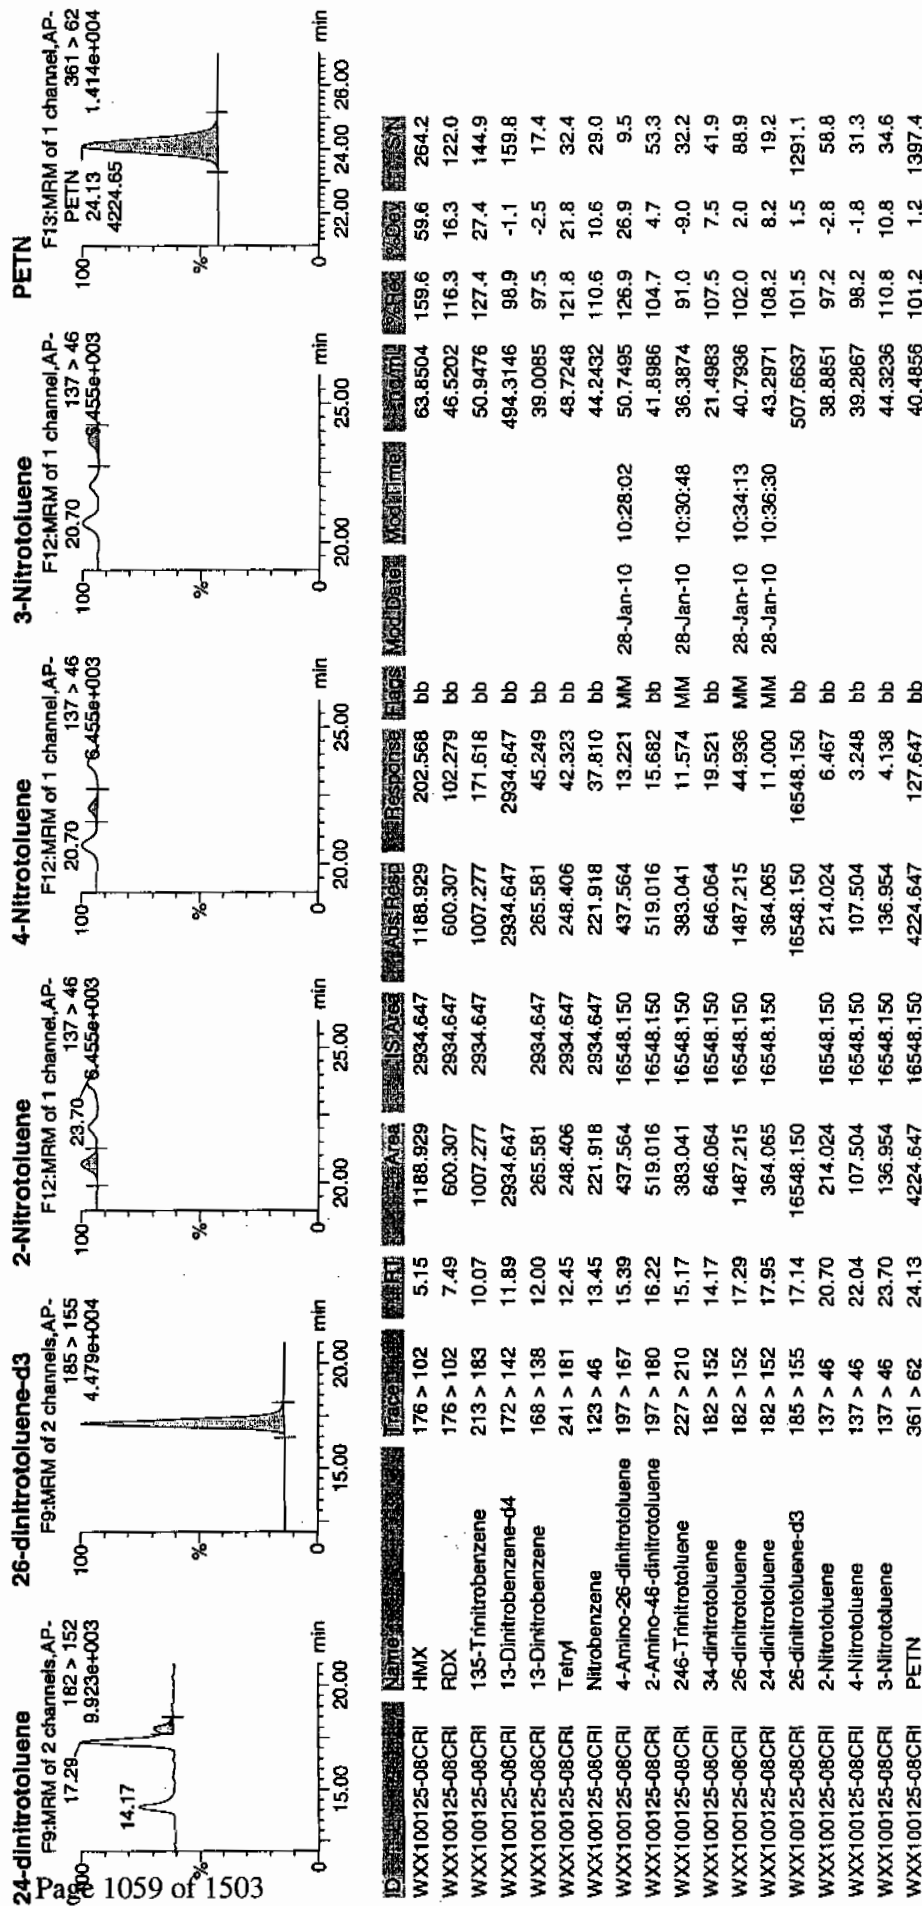 24-dinitrotoluene
F9:MRM of 2 channels,AP-
182 > 152
9.923e+003
17.29
14.17
%
15.00 20.00
min
26-dinitrotoluene-d3
F9:MRM of 2 channels,AP-
185 > 155
4.479e+004
100
%
0
15.00 20.00
min
2-Nitrotoluene
F12:MRM of 1 channel,AP-
137 > 46
6.455e+003
100
23.70
%
0
20.00 25.00
min
4-Nitrotoluene
F12:MRM of 1 channel,AP-
137 > 46
6.455e+003
100
20.70
%
0
20.00 25.00
min
3-Nitrotoluene
F12:MRM of 1 channel,AP-
137 > 46
6.455e+003
100
20.70
%
0
20.00 25.00
min
PETN
F13:MRM of 1 channel,AP-
361 > 62
1.414e+004
100
PETN
24.13
4224.65
%
0
22.00 24.00 26.00
min
ID Name Trace RT Area IS Area Abs.Resp Response Flags Mod.Date Mod.Time %Rec %Dev S/N
WXX100125-08CRI HMX 176 > 102 5.15 1188.929 2934.647 1188.929 202.568 bb 63.8504 159.6 59.6 264.2
WXX100125-08CRI RDX 176 > 102 7.49 600.307 2934.647 600.307 102.279 bb 46.5202 116.3 16.3 122.0
WXX100125-08CRI 135-Trinitrobenzene 213 > 183 10.07 1007.277 2934.647 1007.277 171.618 bb 50.9476 127.4 27.4 144.9
WXX100125-08CRI 13-Dinitrobenzene-d4 172 > 142 11.89 2934.647 2934.647 2934.647 bb 494.3146 98.9 -1.1 159.8
WXX100125-08CRI 13-Dinitrobenzene 168 > 138 12.00 265.581 2934.647 265.581 45.249 bb 39.0085 97.5 -2.5 17.4
WXX100125-08CRI Tetryl 241 > 181 12.45 248.406 2934.647 248.406 42.323 bb 48.7248 121.8 21.8 32.4
WXX100125-08CRI Nitrobenzene 123 > 46 13.45 221.918 2934.647 221.918 37.810 bb 44.2432 110.6 10.6 29.0
WXX100125-08CRI 4-Amino-26-dinitrotoluene 197 > 167 15.39 437.564 16548.150 437.564 13.221 MM 28-Jan-10 10:28:02 50.7495 126.9 26.9 9.5
WXX100125-08CRI 2-Amino-46-dinitrotoluene 197 > 180 16.22 519.016 16548.150 519.016 15.682 bb 41.8986 104.7 4.7 53.3
WXX100125-08CRI 246-Trinitrotoluene 227 > 210 15.17 383.041 16548.150 383.041 11.574 MM 28-Jan-10 10:30:48 36.3874 91.0 -9.0 32.2
WXX100125-08CRI 34-dinitrotoluene 182 > 152 14.17 646.064 16548.150 646.064 19.521 bb 21.4983 107.5 7.5 41.9
WXX100125-08CRI 26-dinitrotoluene 182 > 152 17.29 1487.215 16548.150 1487.215 44.936 MM 28-Jan-10 10:34:13 40.7936 102.0 2.0 88.9
WXX100125-08CRI 24-dinitrotoluene 182 > 152 17.95 364.065 16548.150 364.065 11.000 MM 28-Jan-10 10:36:30 43.2971 108.2 8.2 19.2
WXX100125-08CRI 26-dinitrotoluene-d3 185 > 155 17.14 16548.150 16548.150 16548.150 bb 507.6637 101.5 1.5 1291.1
WXX100125-08CRI 2-Nitrotoluene 137 > 46 20.70 214.024 16548.150 214.024 6.467 bb 38.8851 97.2 -2.8 58.8
WXX100125-08CRI 4-Nitrotoluene 137 > 46 22.04 107.504 16548.150 107.504 3.248 bb 39.2867 98.2 -1.8 31.3
WXX100125-08CRI 3-Nitrotoluene 137 > 46 23.70 136.954 16548.150 136.954 4.138 bb 44.3236 110.8 10.8 34.6
WXX100125-08CRI PETN 361 > 62 24.13 4224.647 16548.150 4224.647 127.647 bb 40.4856 101.2 1.2 1397.4
Page 1059 of 1503